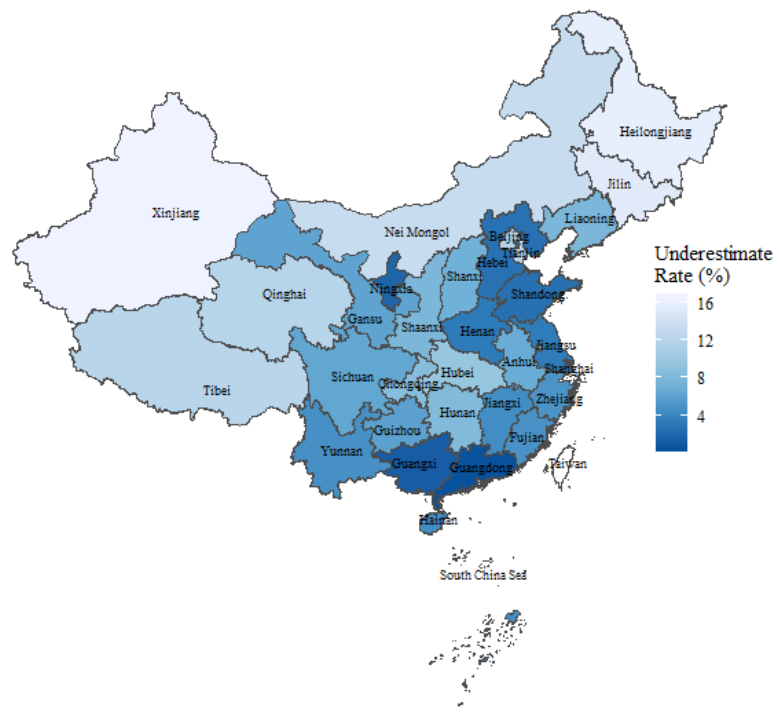 Heilongjiang
Jilin
Xinjiang
Nei Mongol
Liaoning
Beijing
Tianjin
Hebei
Underestimate
Rate (%)
16
12
8
4
Shanxi
Qinghai
Ningxia
Shandong
Gansu
Shaanxi
Henan
Jiangsu
Anhui
Shanghai
Hubei
Sichuan
Chongqing
Tibei
Zhejiang
Jiangxi
Hunan
Guizhou
Fujian
Yunnan
Guangxi
Guangdong
Taiwan
Hainan
South China Sea